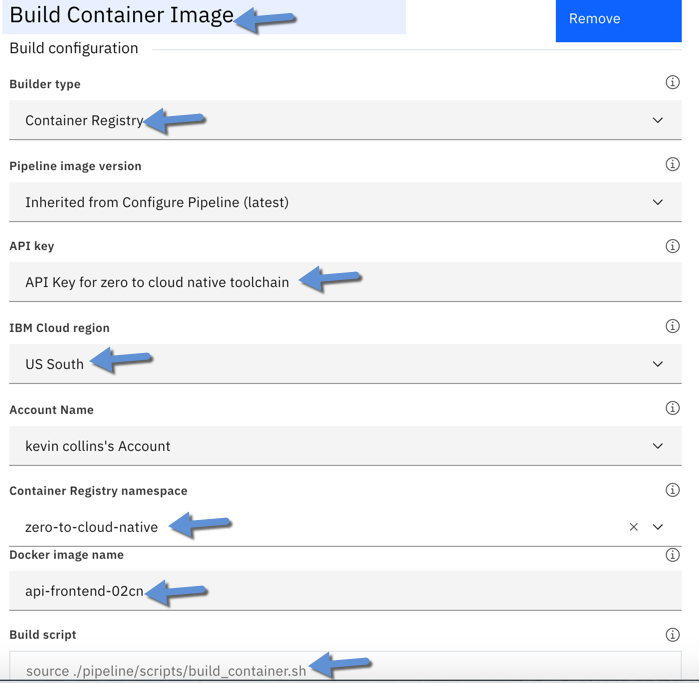 Build Container Image
Remove
Build configuration
Builder type
Container Registry
Pipeline image version
Inherited from Configure Pipeline (latest)
API key
API Key for zero to cloud native toolchain
IBM Cloud region
US South
Account Name
kevin collins's Account
Container Registry namespace
zero-to-cloud-native
Docker image name
api-frontend-02cn
Build script
source ./pipeline/scripts/build_container.sh